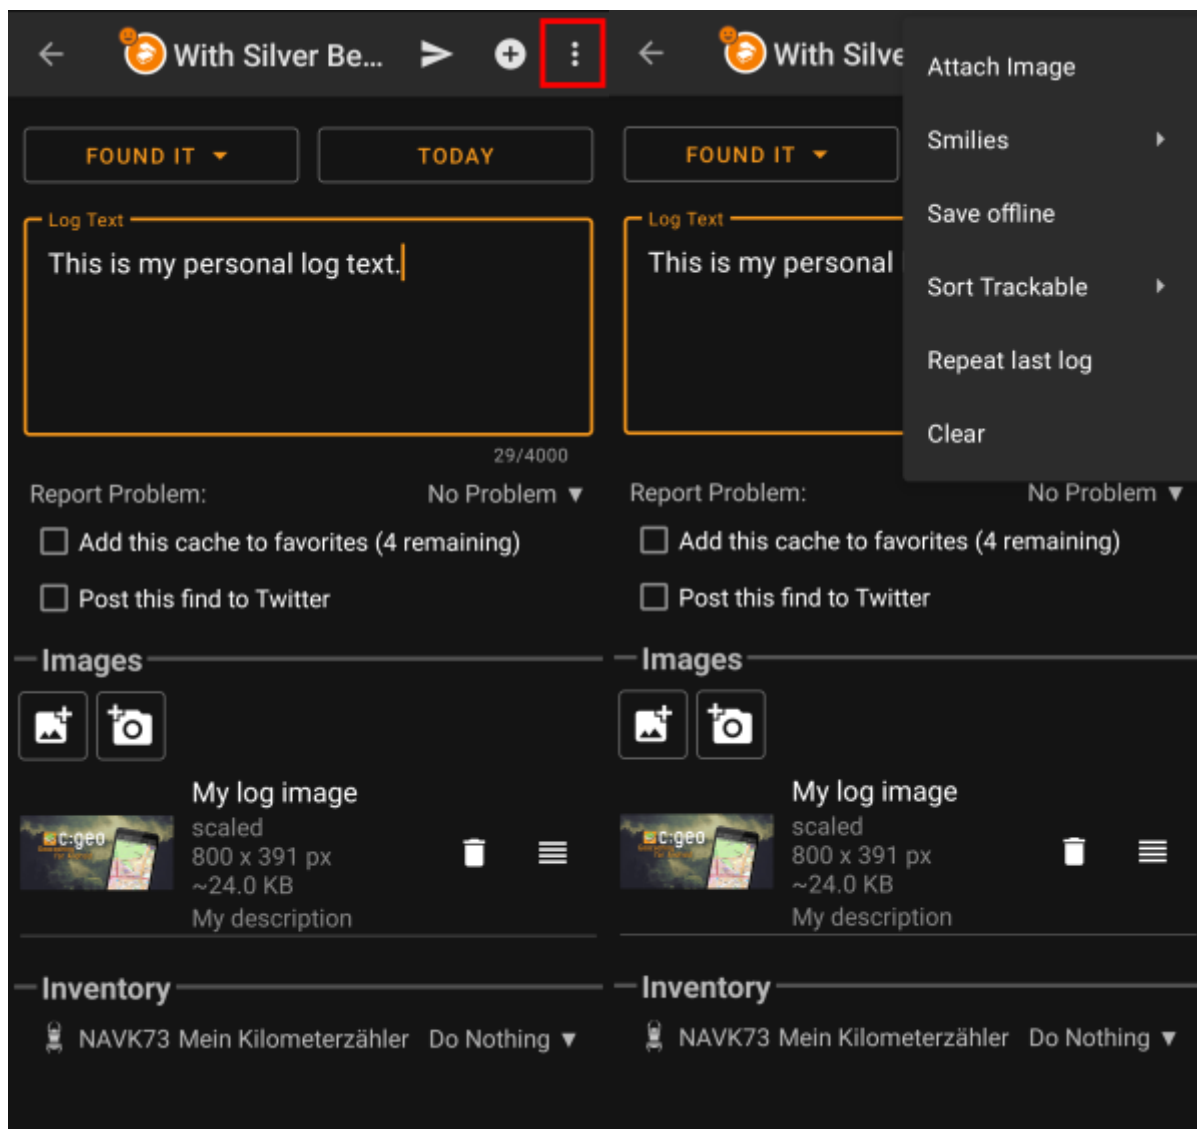 With Silver Be...
FOUND IT
TODAY
Log Text
This is my personal log text.
29/4000
Report Problem:
No Problem
Add this cache to favorites (4 remaining)
Post this find to Twitter
Images
My log image
c:geo
scaled
800 x 391 px
~24.0 KB
My description
Inventory
NAVK73 Mein Kilometerzähler
Do Nothing
With Silve
Attach Image
Smilies
Save offline
Sort Trackable
Repeat last log
Clear
FOUND IT
Log Text
This is my personal
Report Problem:
No Problem
Add this cache to favorites (4 remaining)
Post this find to Twitter
Images
My log image
c:geo
scaled
800 x 391 px
~24.0 KB
My description
Inventory
NAVK73 Mein Kilometerzähler
Do Nothing